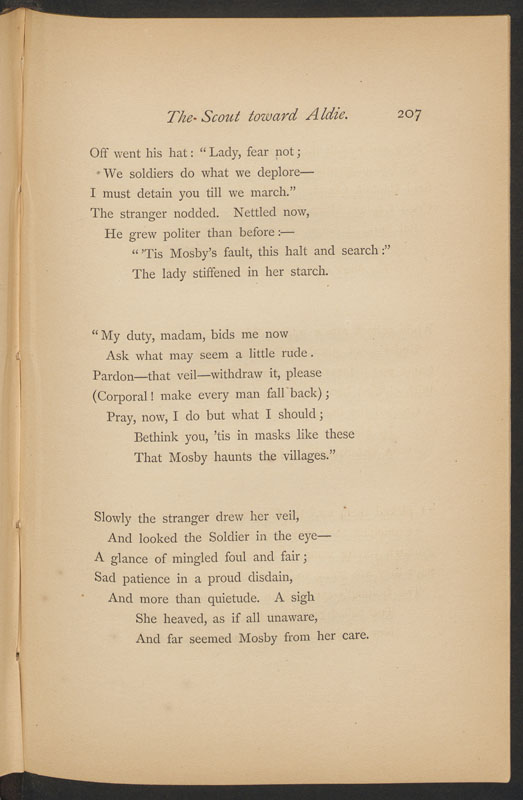 The Scout toward Aldie. 207
Off went his hat: "Lady, fear not;
We soldiers do what we deplore—
I must detain you till we march."
The stranger nodded. Nettled now,
He grew politer than before:—
"'Tis Mosby's fault, this halt and search:"
The lady stiffened in her starch.
"My duty, madam, bids me now
Ask what may seem a little rude.
Pardon—that veil—withdraw it, please
(Corporal! make every man fall back);
Pray, now, I do but what I should;
Bethink you, 'tis in masks like these
That Mosby haunts the villages."
Slowly the stranger drew her veil,
And looked the Soldier in the eye—
A glance of mingled foul and fair;
Sad patience in a proud disdain,
And more than quietude. A sigh
She heaved, as if all unaware,
And far seemed Mosby from her care.